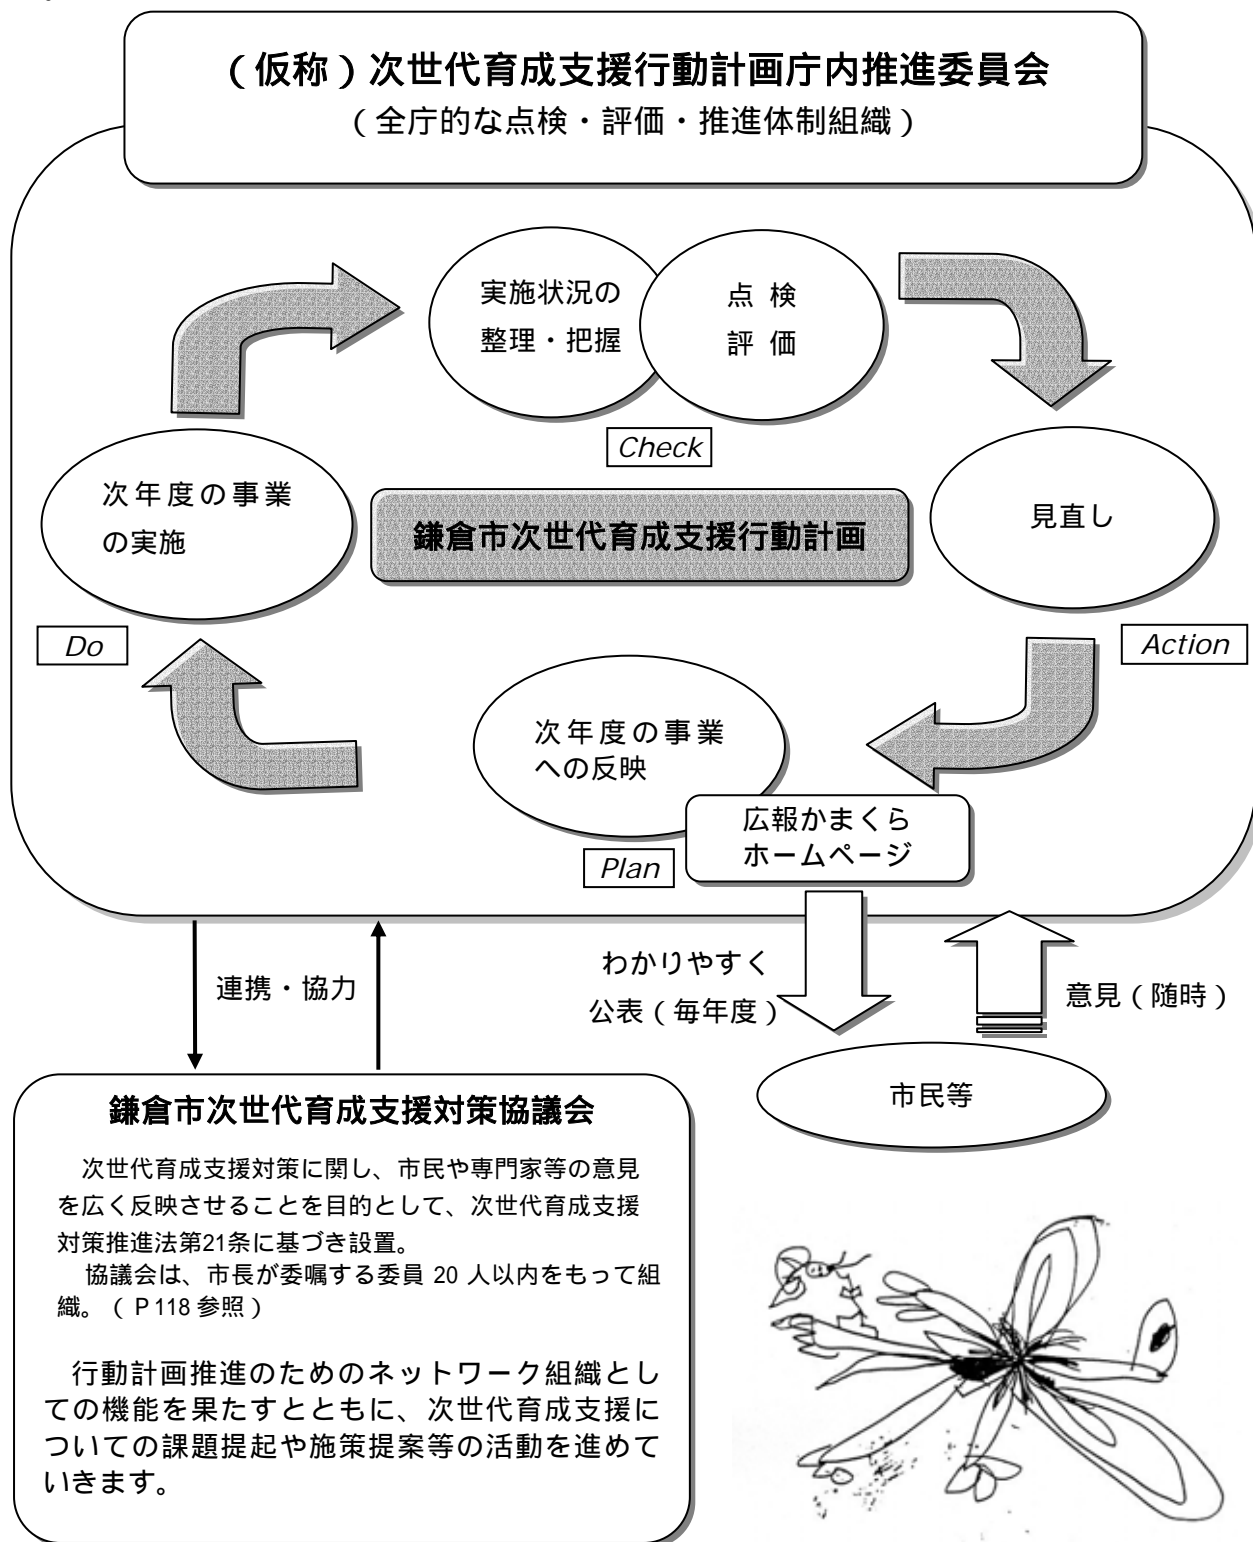 （仮称）次世代育成支援行動計画庁内推進委員会
（全庁的な点検・評価・推進体制組織）
実施状況の
整理・把握
点 検
評 価
Check
次年度の事業
の実施
鎌倉市次世代育成支援行動計画
見直し
Do
Action
次年度の事業
への反映
広報かまくら
ホームページ
Plan
連携・協力
わかりやすく
公表（毎年度）
意見（随時）
市民等
鎌倉市次世代育成支援対策協議会
次世代育成支援対策に関し、市民や専門家等の意見
を広く反映させることを目的として、次世代育成支援
対策推進法第21条に基づき設置。
協議会は、市長が委嘱する委員 20 人以内をもって組
織。（Ｐ118 参照）
行動計画推進のためのネットワーク組織とし
ての機能を果たすとともに、次世代育成支援に
ついての課題提起や施策提案等の活動を進めて
いきます。